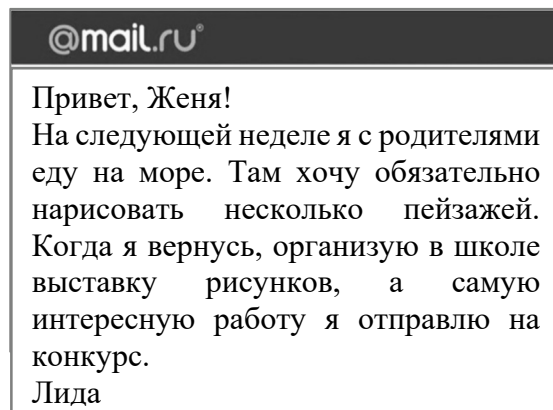 @mail.ru®
Привет, Женя!
На следующей неделе я с родителями
еду на море. Там хочу обязательно
нарисовать несколько пейзажей.
Когда я вернусь, организую в школе
выставку рисунков, а самую
интересную работу я отправлю на
конкурс.
Лида